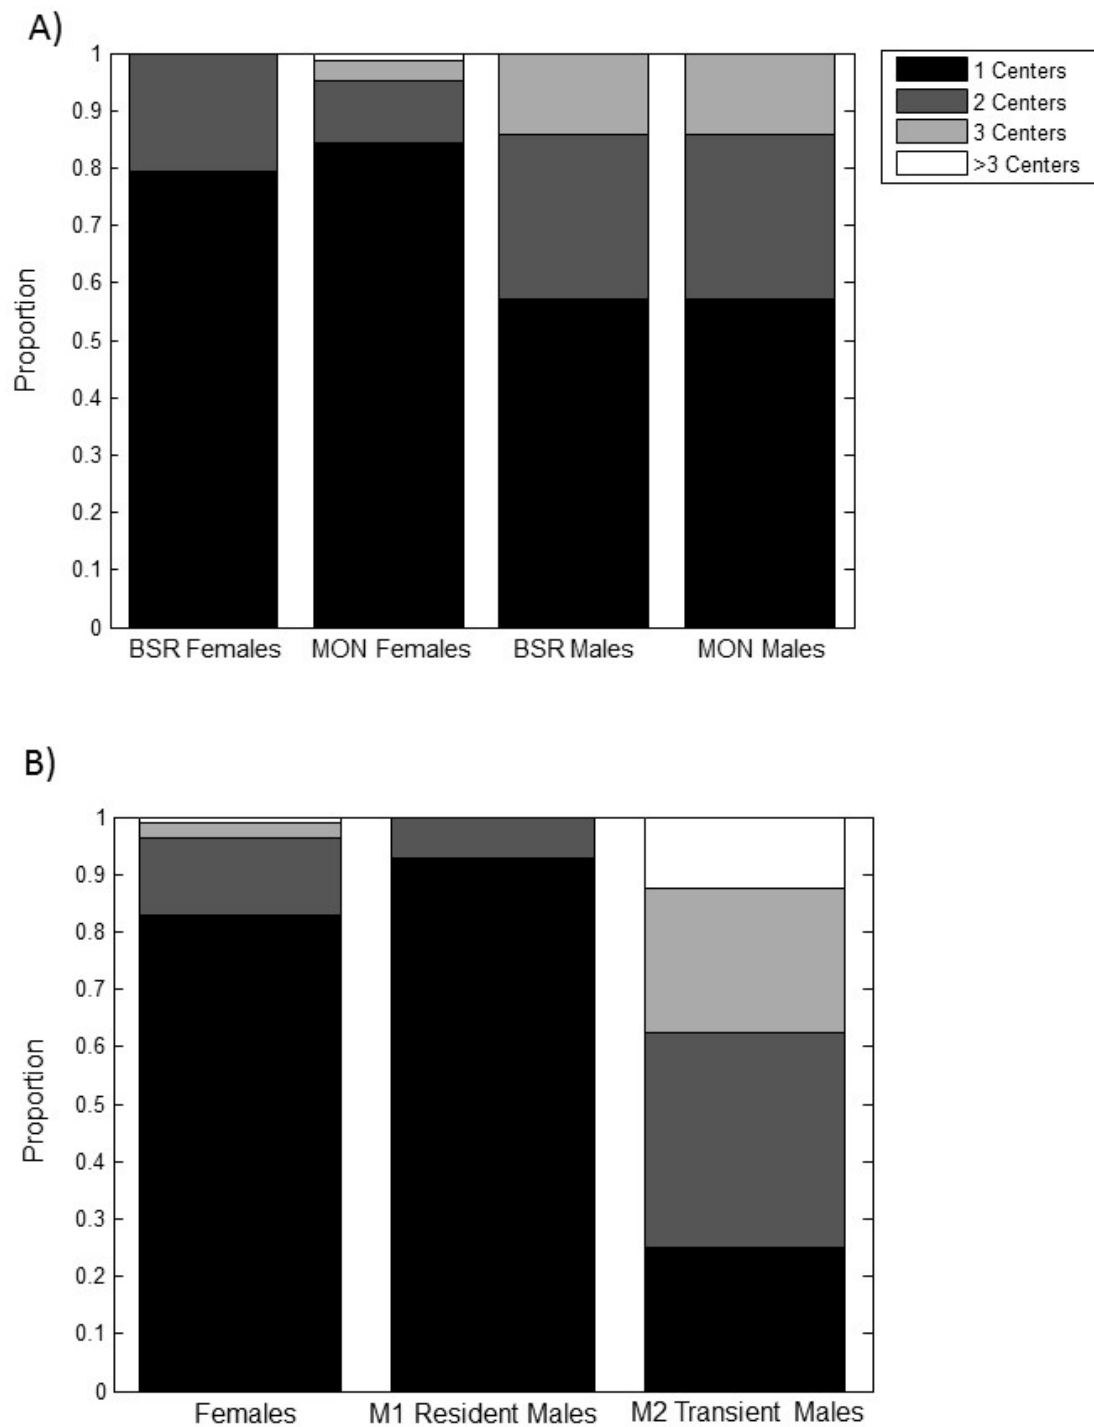 A)
1 Centers
2 Centers
3 Centers
>3 Centers
Proportion
1
0.9
0.8
0.7
0.6
0.5
0.4
0.3
0.2
0.1
0
BSR Females MON Females BSR Males MON Males
B)
Proportion
1
0.9
0.8
0.7
0.6
0.5
0.4
0.3
0.2
0.1
0
Females M1 Resident Males M2 Transient Males